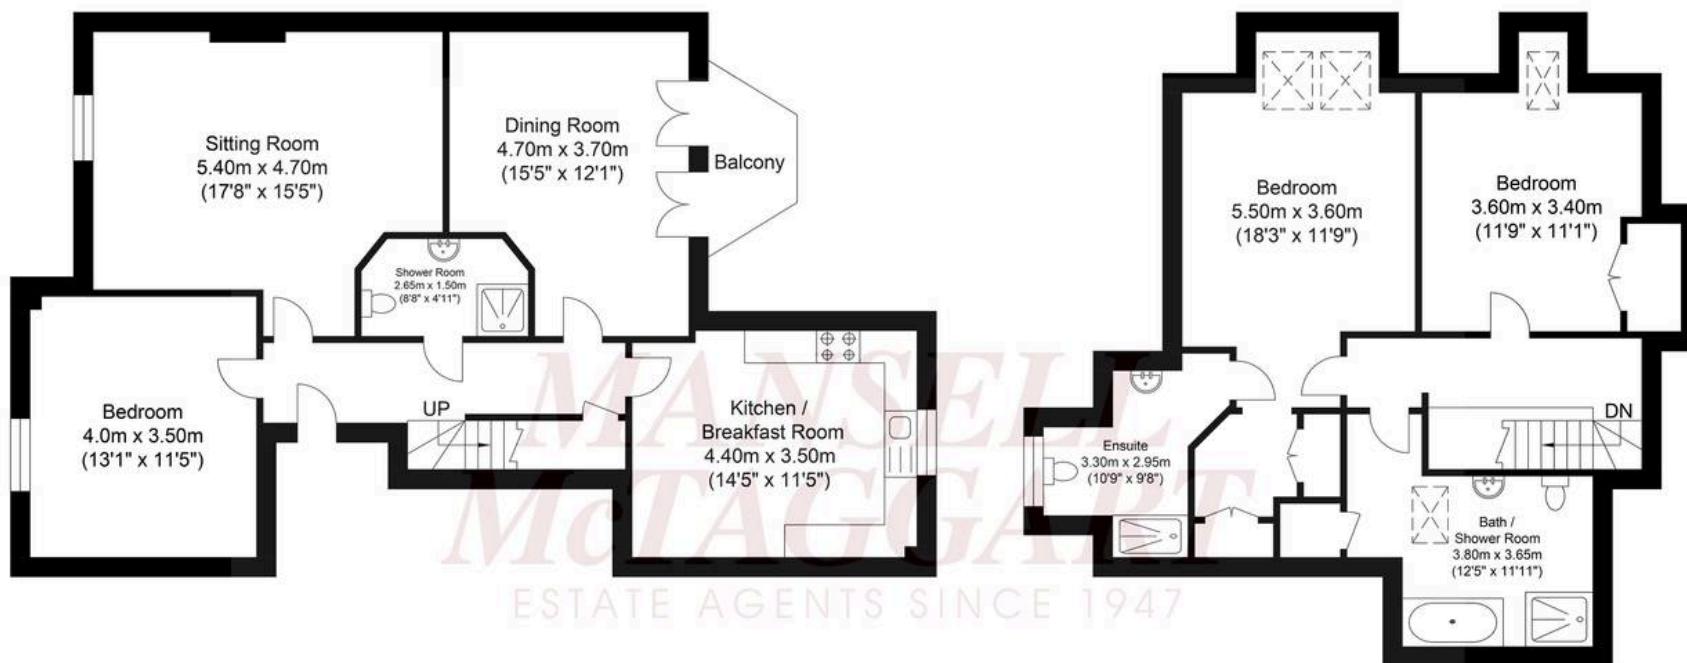 Sitting Room
5.40m x 4.70m
(17'8" x 15'5")
Dining Room
4.70m x 3.70m
(15'5" x 12'1")
Balcony
Shower Room
2.65m x 1.50m
(8'8" x 4'11")
Bedroom
4.0m x 3.50m
(13'1" x 11'5")
UP
Kitchen /
Breakfast Room
4.40m x 3.50m
(14'5" x 11'5")
Bedroom
5.50m x 3.60m
(18'3" x 11'9")
Bedroom
3.60m x 3.40m
(11'9" x 11'1")
Ensuite
3.30m x 2.95m
(10'9" x 9'8")
DN
Bath /
Shower Room
3.80m x 3.65m
(12'5" x 11'11")
MANSELL
McTAGGART
ESTATE AGENTS SINCE 1947